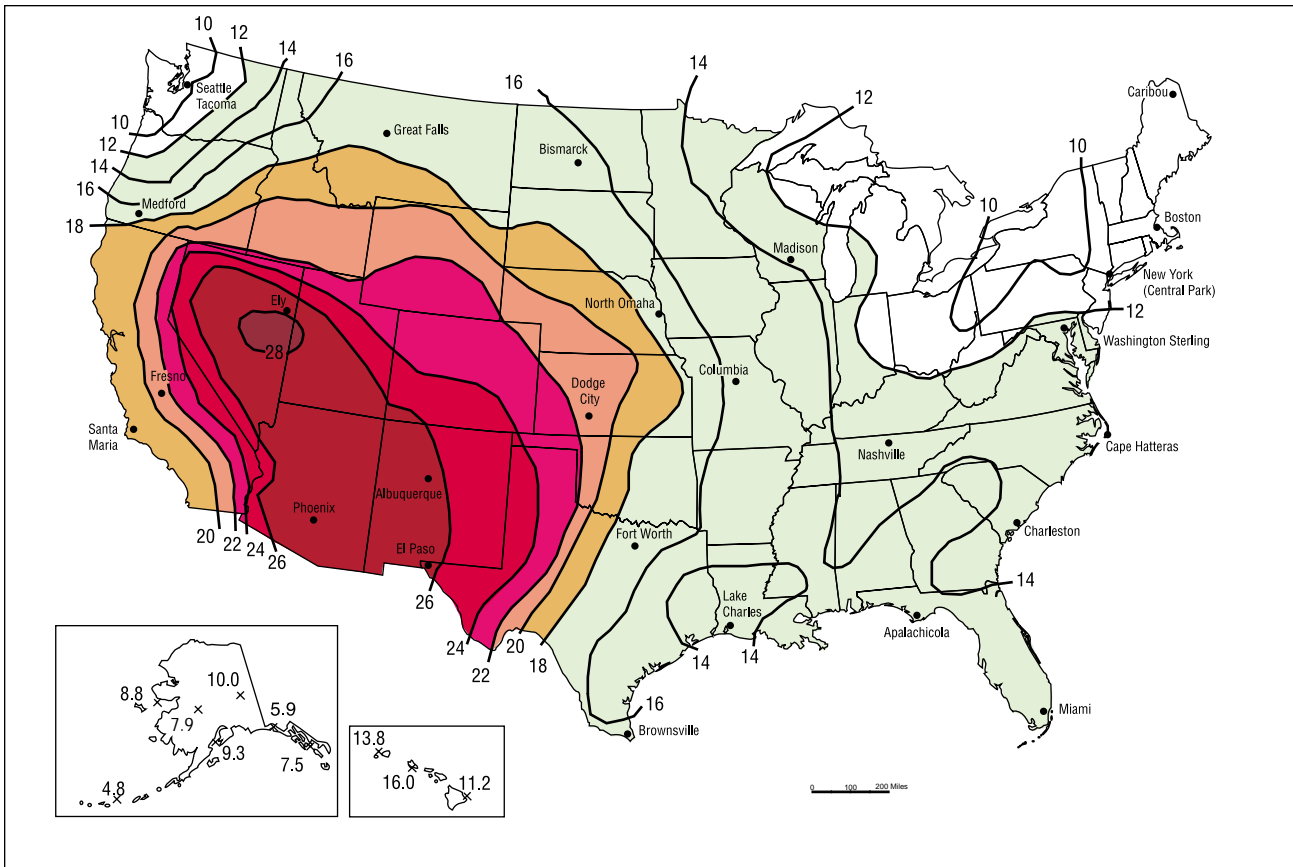 10
12
14
16
16
14
12
10
10
12
14
16
18
Seattle
Tacoma
Great Falls
Bismarck
Caribou
Medford
Boston
10
Madison
New York
(Central Park)
12
Washington Sterling
Ely
North Omaha
28
Fresno
Dodge
City
Columbia
Santa
Maria
Nashville
Cape Hatteras
Albuquerque
Phoenix
Charleston
20
22
24
26
El Paso
Fort Worth
26
Lake
Charles
14
Apalachicola
24
22
20
18
14
14
16
Miami
Brownsville
10.0
8.8
7.9
5.9
9.3
7.5
4.8
13.8
16.0
11.2
0 100 200 Miles